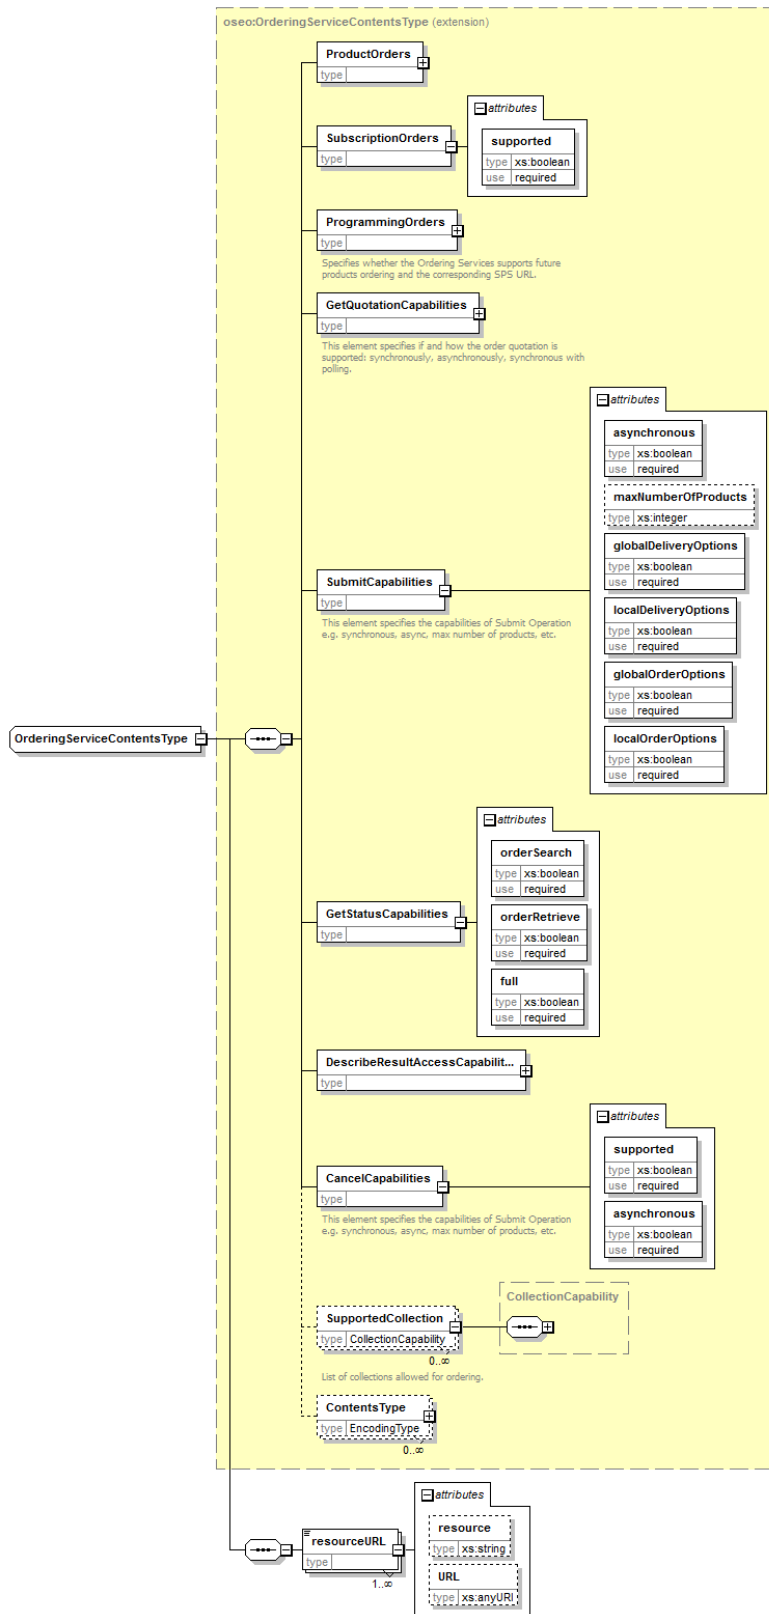 oseo:OrderingServiceContentsType (extension)
ProductOrders
type
attributes
SubscriptionOrders
type
supported
type xs:boolean
use required
ProgrammingOrders
type
Specifies whether the Ordering Services supports future
products ordering and the corresponding SPS URL.
GetQuotationCapabilities
type
This element specifies if and how the order quotation is
supported: synchronously, asynchronously, synchronous with
polling.
attributes
asynchronous
type xs:boolean
use required
maxNumberOfProducts
type xs:integer
globalDeliveryOptions
type xs:boolean
use required
SubmitCapabilities
type
This element specifies the capabilities of Submit Operation
e.g. synchronous, async, max number of products, etc.
localDeliveryOptions
type xs:boolean
use required
globalOrderOptions
type xs:boolean
use required
localOrderOptions
type xs:boolean
use required
OrderingServiceContentsType
attributes
orderSearch
type xs:boolean
use required
GetStatusCapabilities
type
orderRetrieve
type xs:boolean
use required
full
type xs:boolean
use required
DescribeResultAccessCapabilit...
type
attributes
supported
type xs:boolean
use required
CancelCapabilities
type
This element specifies the capabilities of Submit Operation
e.g. synchronous, async, max number of products, etc.
asynchronous
type xs:boolean
use required
CollectionCapability
SupportedCollection
type CollectionCapability
0..∞
List of collections allowed for ordering.
ContentsType
type EncodingType
0..∞
attributes
resourceURL
type
1..∞
resource
type xs:string
URL
type xs:anyURI